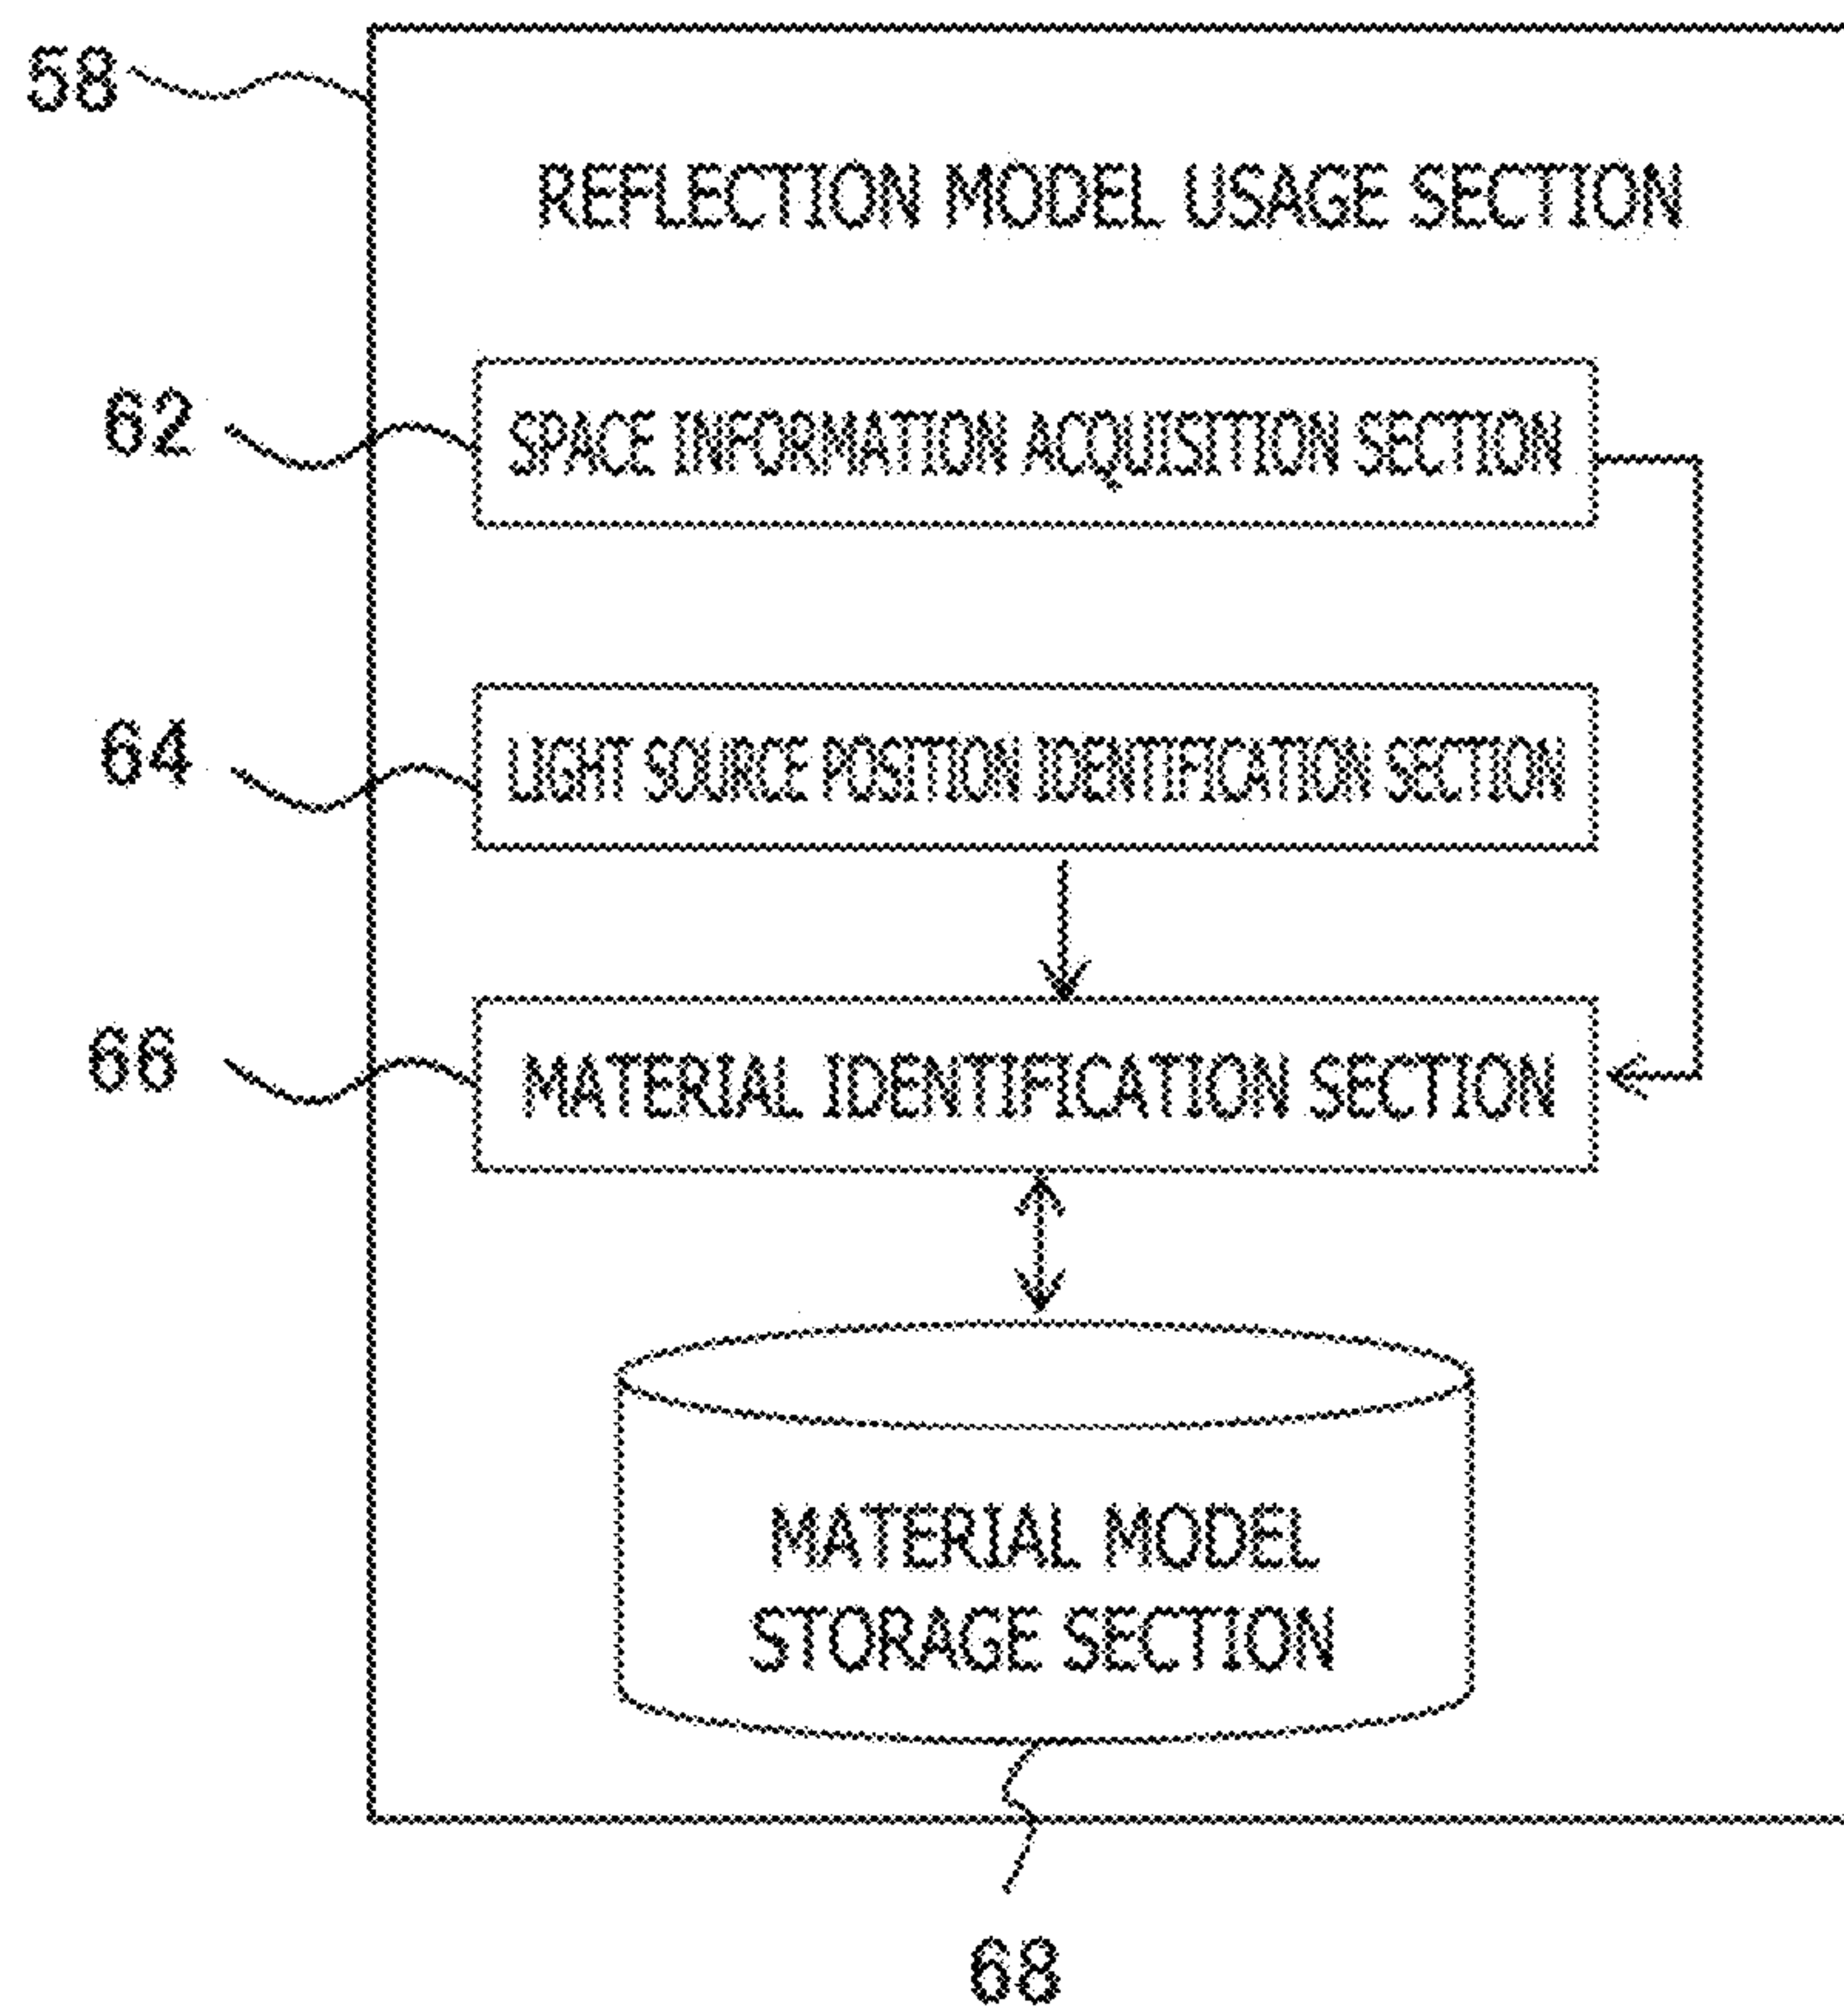 58
REFLECTION MODEL USAGE SECTION
62
SPACE INFORMATION ACQUISITION SECTION
64
LIGHT SOURCE POSITION IDENTIFICATION SECTION
66
MATERIAL IDENTIFICATION SECTION
MATERIAL MODEL
STORAGE SECTION
68